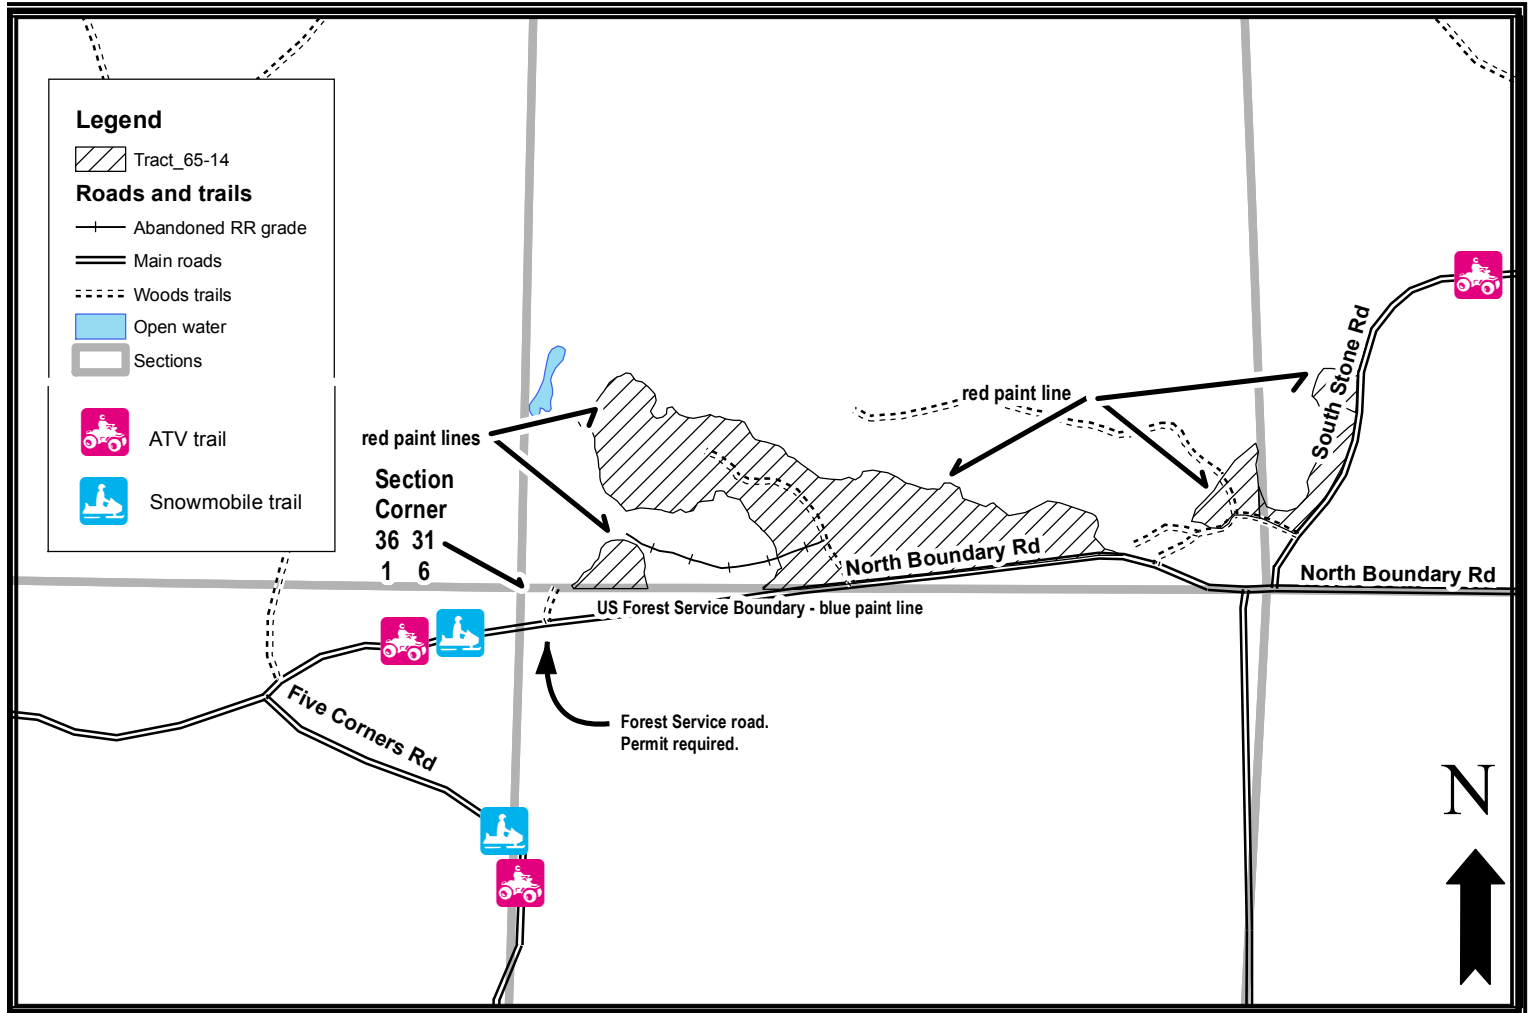 Legend
Tract_65-14
Roads and trails
Abandoned RR grade
Main roads
Woods trails
Open water
Sections
ATV trail
Snowmobile trail
red paint lines
Section
Corner
36 31
1 6
red paint line
South Stone Rd
North Boundary Rd
North Boundary Rd
US Forest Service Boundary - blue paint line
Five Corners Rd
Forest Service road.
Permit required.
N